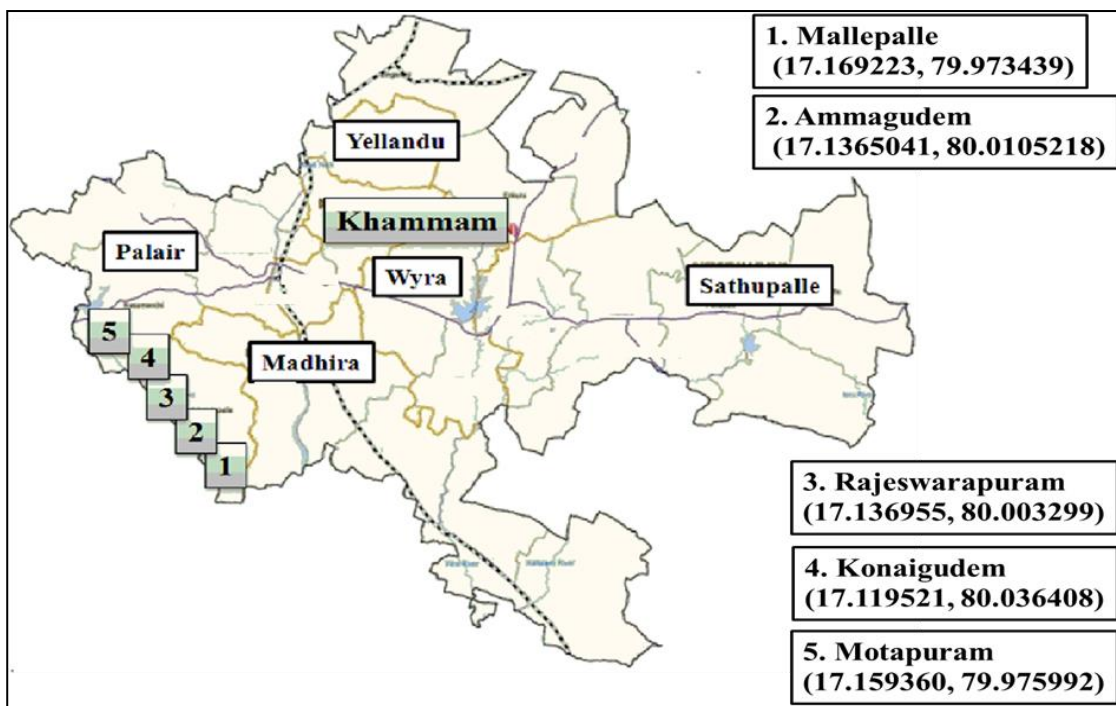 1. Mallepalle
(17.169223, 79.973439)
2. Ammagudem
(17.1365041, 80.0105218)
Yellandu
Khammam
Palair
Wyra
Sathupalle
5
4
Madhira
3
2
1
3. Rajeswarapuram
(17.136955, 80.003299)
4. Konaigudem
(17.119521, 80.036408)
5. Motapuram
(17.159360, 79.975992)